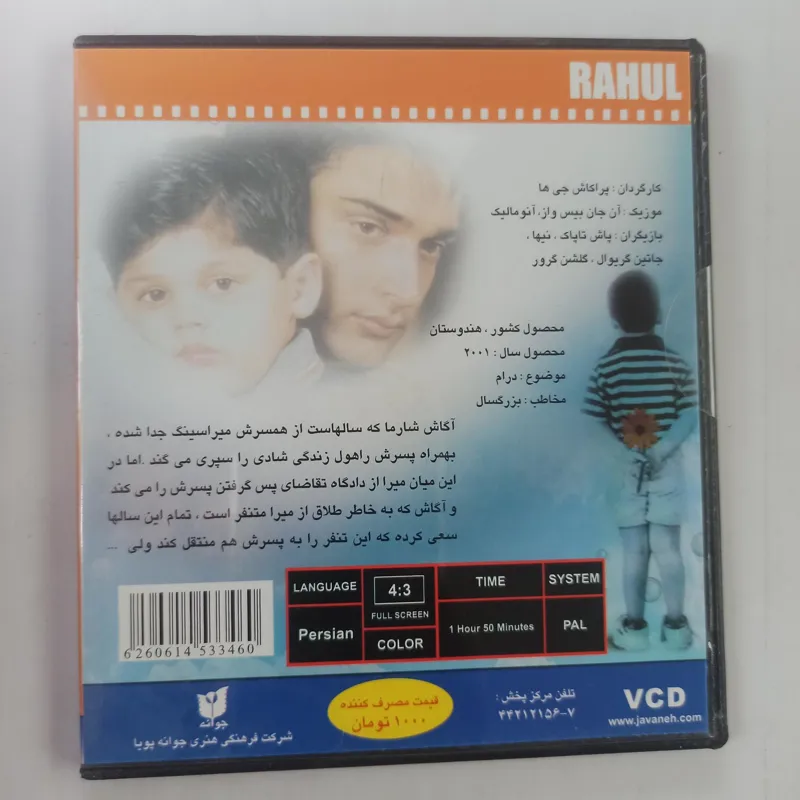 RAHUL
کارگردان : پراکاش جی ها
موزیک : آن جان بیس واز، آنومالیک
بازیگران : پاش تاپاک ، نیها ،
جاتین گریوال ، گلشن گرور
محصول کشور ، هندوستان
محصول سال : ۲۰۰۱
موضوع : درام
مخاطب : بزرگسال
آگاش شارما که سالهاست از همسرش میراسینگ جدا شده ،
بهمراه پسرش راهول زندگی شادی را سپری می کند .اما در
این میان میرا از دادگاه تقاضای پس گرفتن پسرش را می کند
و آگاش که به خاطر طلاق از میرا متنفر است ، تمام این سالها
سعی کرده که این تنفر را به پسرش هم منتقل کند ولی ...
LANGUAGE
Persian
4:3
FULL SCREEN
COLOR
TIME
1 Hour 50 Minutes
SYSTEM
PAL
6260614 533460
جوانه
شرکت فرهنگی هنری جوانه پویا
قیمت مصرف کننده
۱۰۰۰ تومان
تلفن مرکز پخش :
۴۴۲۱۲۱۵۶-۷
VCD
www.javaneh.com